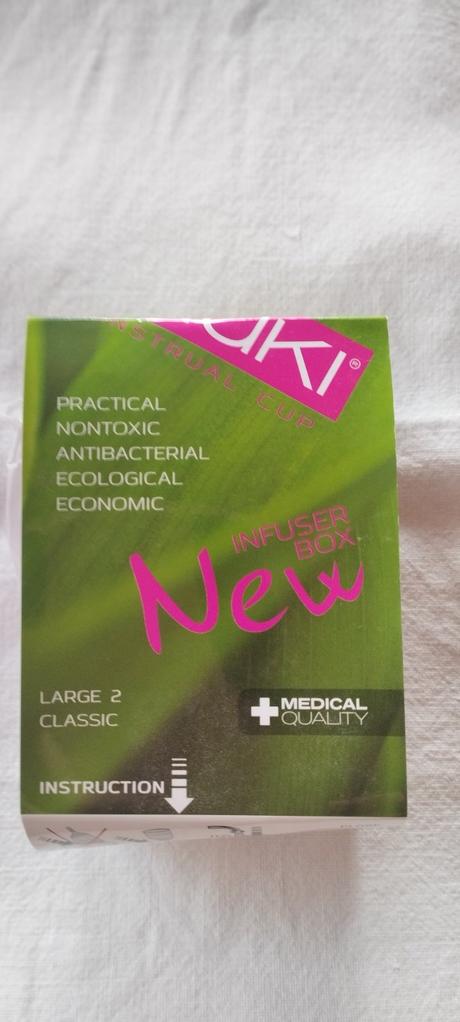 UKI®
NSTRUAL CUP
PRACTICAL
NONTOXIC
ANTIBACTERIAL
ECOLOGICAL
ECONOMIC
INFUSER
BOX
New
LARGE 2
CLASSIC
MEDICAL
QUALITY
INSTRUCTION